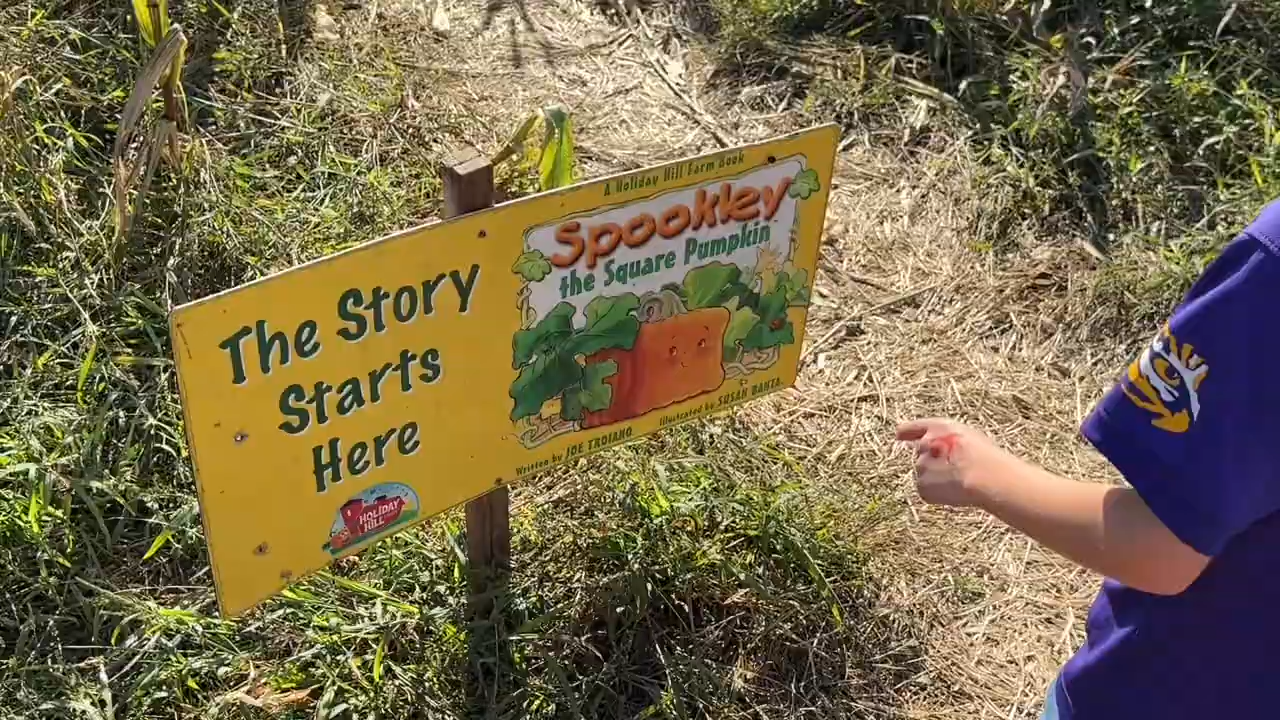 The Story
Starts
Here
HOLIDAY
HILL
A Holiday Hill Farm Book
Spookley
the Square Pumpkin
Written by JOE TROIANO
Illustrated by SUSAN BANTA